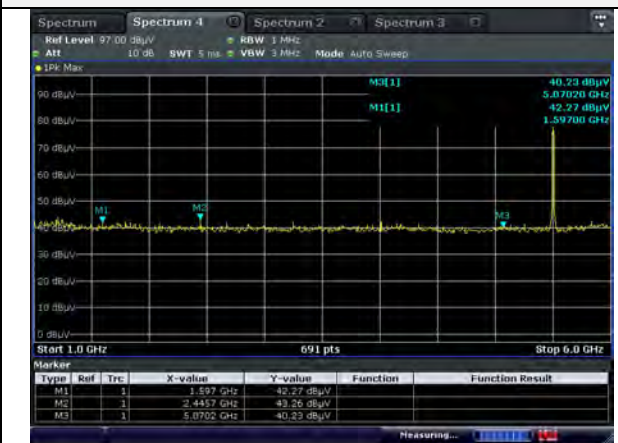 Spectrum Spectrum 4 Spectrum 2 Spectrum 3
Ref Level 97.00 dBµV RBW 1 MHz
Att 10 dB SWT 5 ms VBW 3 MHz Mode Auto Sweep
1Pk Max
M3[1] 40.23 dBµV
5.07020 GHz
M1[1] 42.27 dBµV
1.59700 GHz
90 dBµV
80 dBµV
70 dBµV
60 dBµV
50 dBµV
M1 M2 M3
30 dBµV
20 dBµV
10 dBµV
0 dBµV
Start 1.0 GHz 691 pts Stop 6.0 GHz
Marker
Type Ref Trc X-value Y-value Function Function Result
M1 1 1.597 GHz 42.27 dBµV
M2 1 2.4457 GHz 43.26 dBµV
M3 1 5.0702 GHz 40.23 dBµV
Measuring...